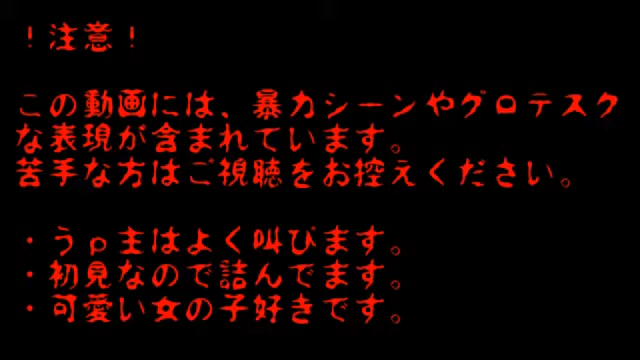 ！注意！
この動画には、暴力シーンやグロテスク
な表現が含まれています。
苦手な方はご視聴をお控えください。
・うｐ主はよく叫びます。
・初見なので詰んでます。
・可愛い女の子好きです。